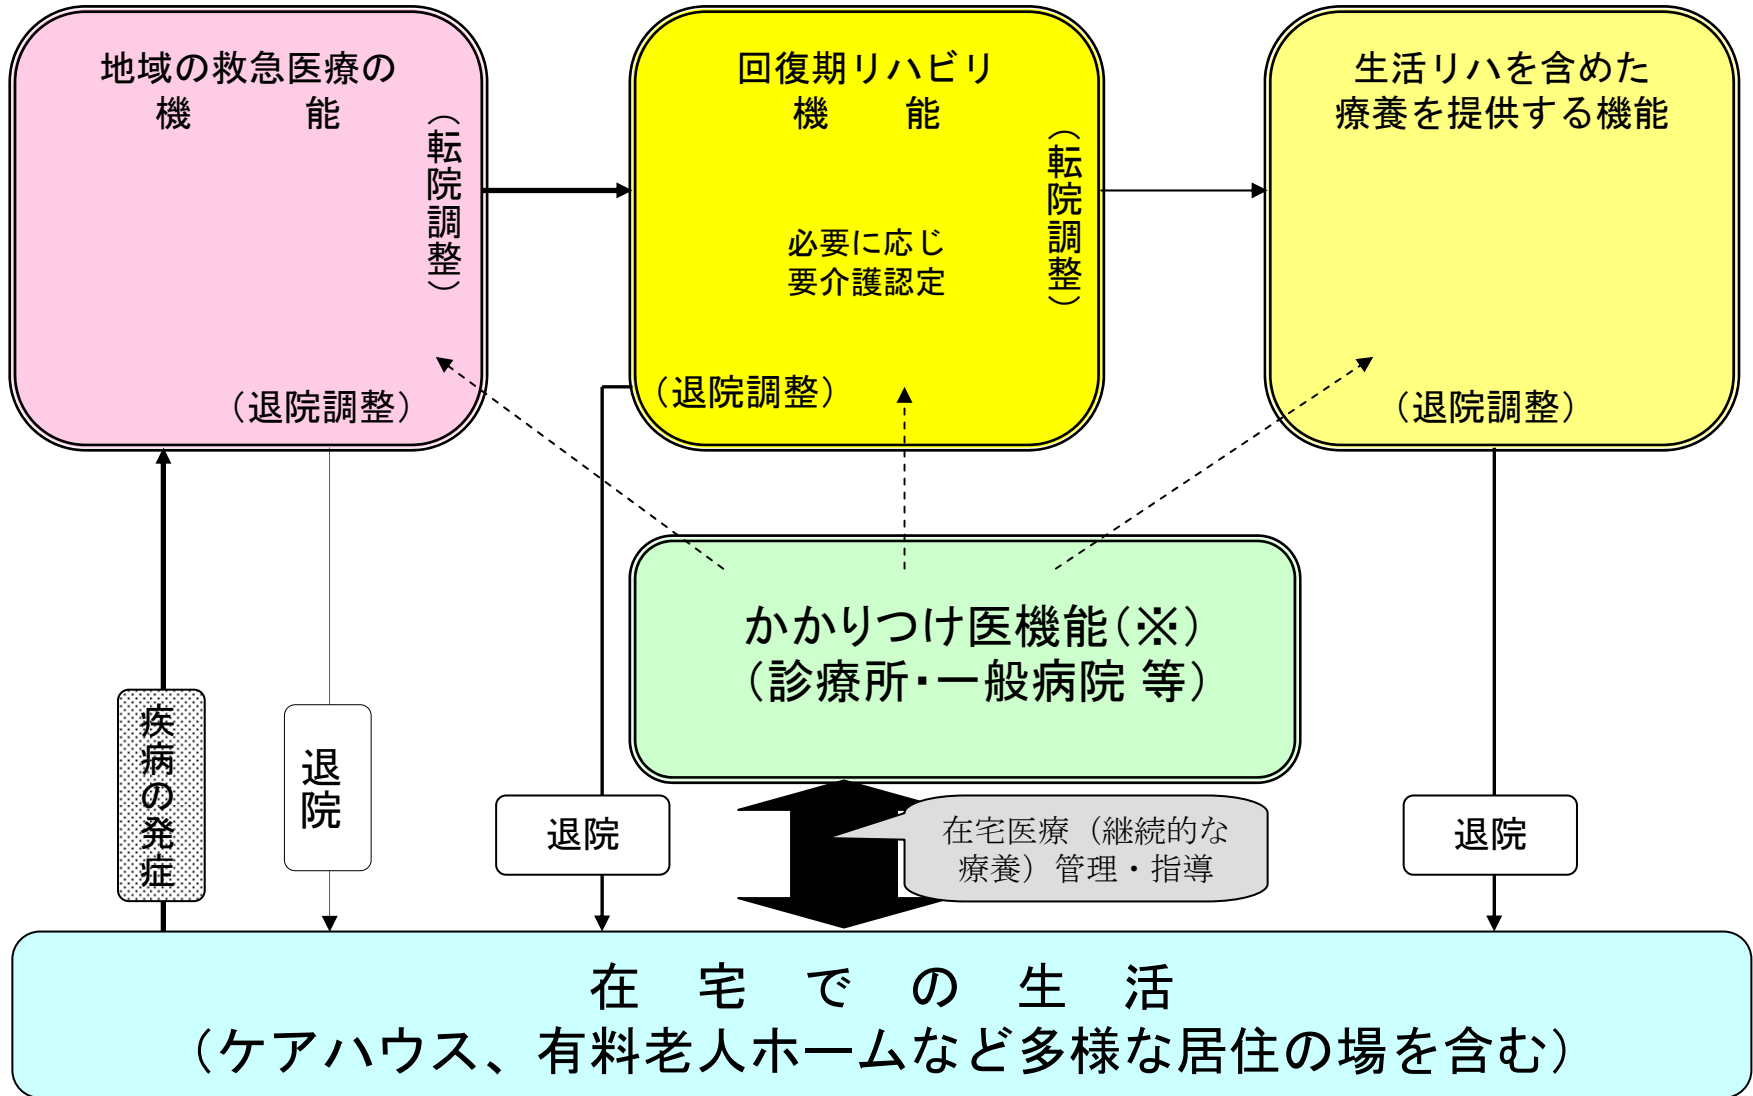 地域の救急医療の
機　　　能
（転院調整）
（退院調整）
回復期リハビリ
機　　能
必要に応じ
要介護認定
（転院調整）
（退院調整）
生活リハを含めた
療養を提供する機能
（退院調整）
かかりつけ医機能（※）
（診療所・一般病院 等）
疾病の発症
退院
退院
在宅医療（継続的な
療養）管理・指導
退院
在　宅　で　の　生　活
（ケアハウス、有料老人ホームなど多様な居住の場を含む）